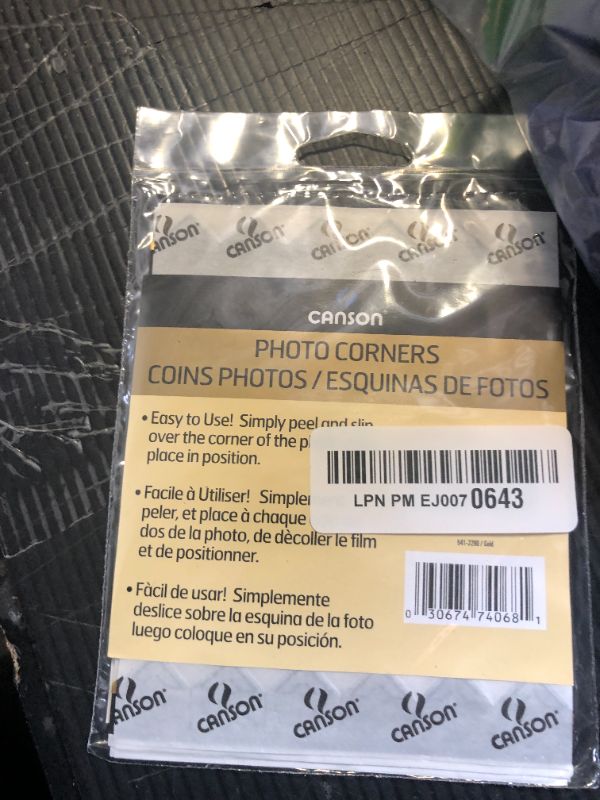 CANSON CANSON CANSON CANSON CANSON
CANSON
PHOTO CORNERS
COINS PHOTOS / ESQUINAS DE FOTOS
• Easy to Use! Simply peel and slip
over the corner of the
place in position.
LPN PM EJ007 0643
• Facile à Utiliser!
peler, et place à chaque
dos de la photo, de dècoller le film
et de positionner.
641-3280 / Gold
0 30674 74068 1
• Fàcil de usar! Simplemente
deslice sobre la esquina de la foto
luego coloque en su posición.
CANSON CANSON CANSON CANSON CANSON